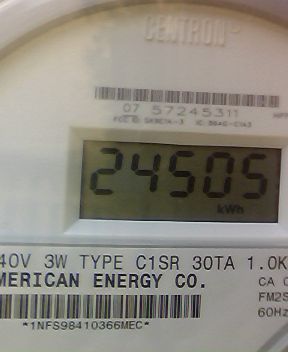 CENTRON
07 57245311
24505
kWh
40V 3W TYPE C1SR 30TA 1.0K
MERICAN ENERGY CO.
CA
FM2S
60Hz
*1NFS98410366MEC*